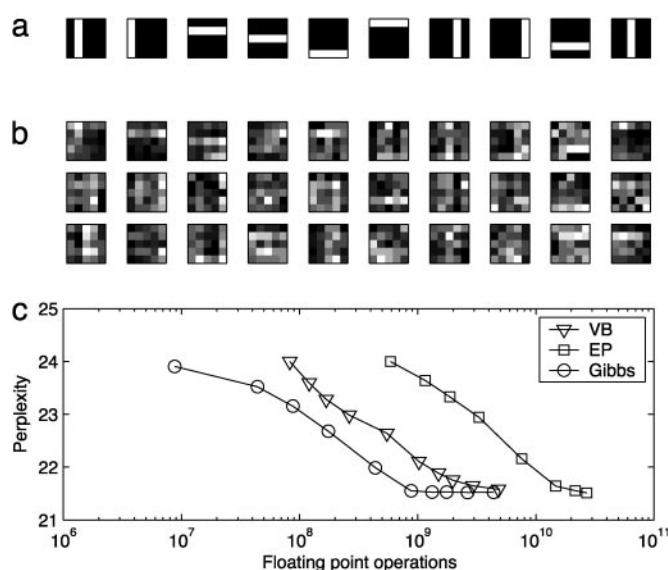 a
b
c
25
24
23
22
21
Perplexity
VB
EP
Gibbs
10^6 10^7 10^8 10^9 10^10 10^11
Floating point operations